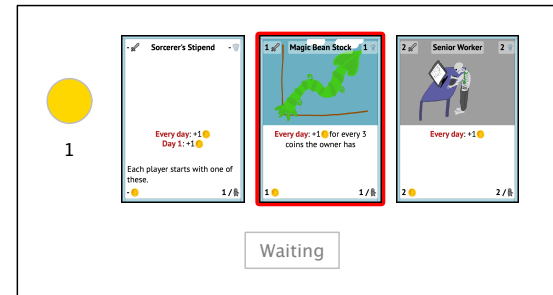 - Sorcerer's Stipend -
Every day: +1
Day 1: +1
Each player starts with one of
these.
- 1 /
1 Magic Bean Stock 1
Every day: +1 for every 3
coins the owner has
1 1 /
2 Senior Worker 2
Every day: +1
2 2 /
1
Waiting